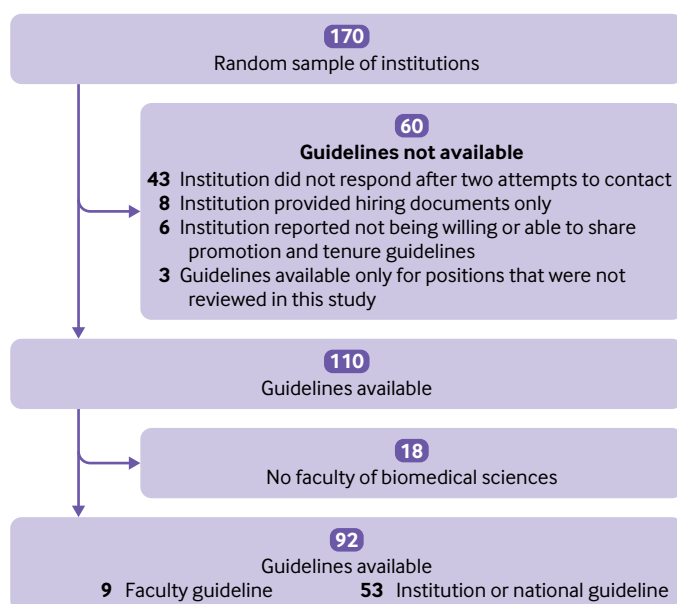 170
Random sample of institutions
60
Guidelines not available
43 Institution did not respond after two attempts to contact
8 Institution provided hiring documents only
6 Institution reported not being willing or able to share
promotion and tenure guidelines
3 Guidelines available only for positions that were not
reviewed in this study
110
Guidelines available
18
No faculty of biomedical sciences
92
Guidelines available
9 Faculty guideline 53 Institution or national guideline